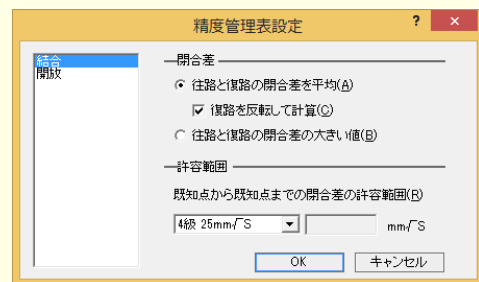 精度管理表設定
? ×
結合
開放
閉合差
往路と復路の閉合差を平均(A)
復路を反転して計算(C)
往路と復路の閉合差の大きい値(B)
許容範囲
既知点から既知点までの閉合差の許容範囲(R)
4級 25mm√S mm√S
OK キャンセル